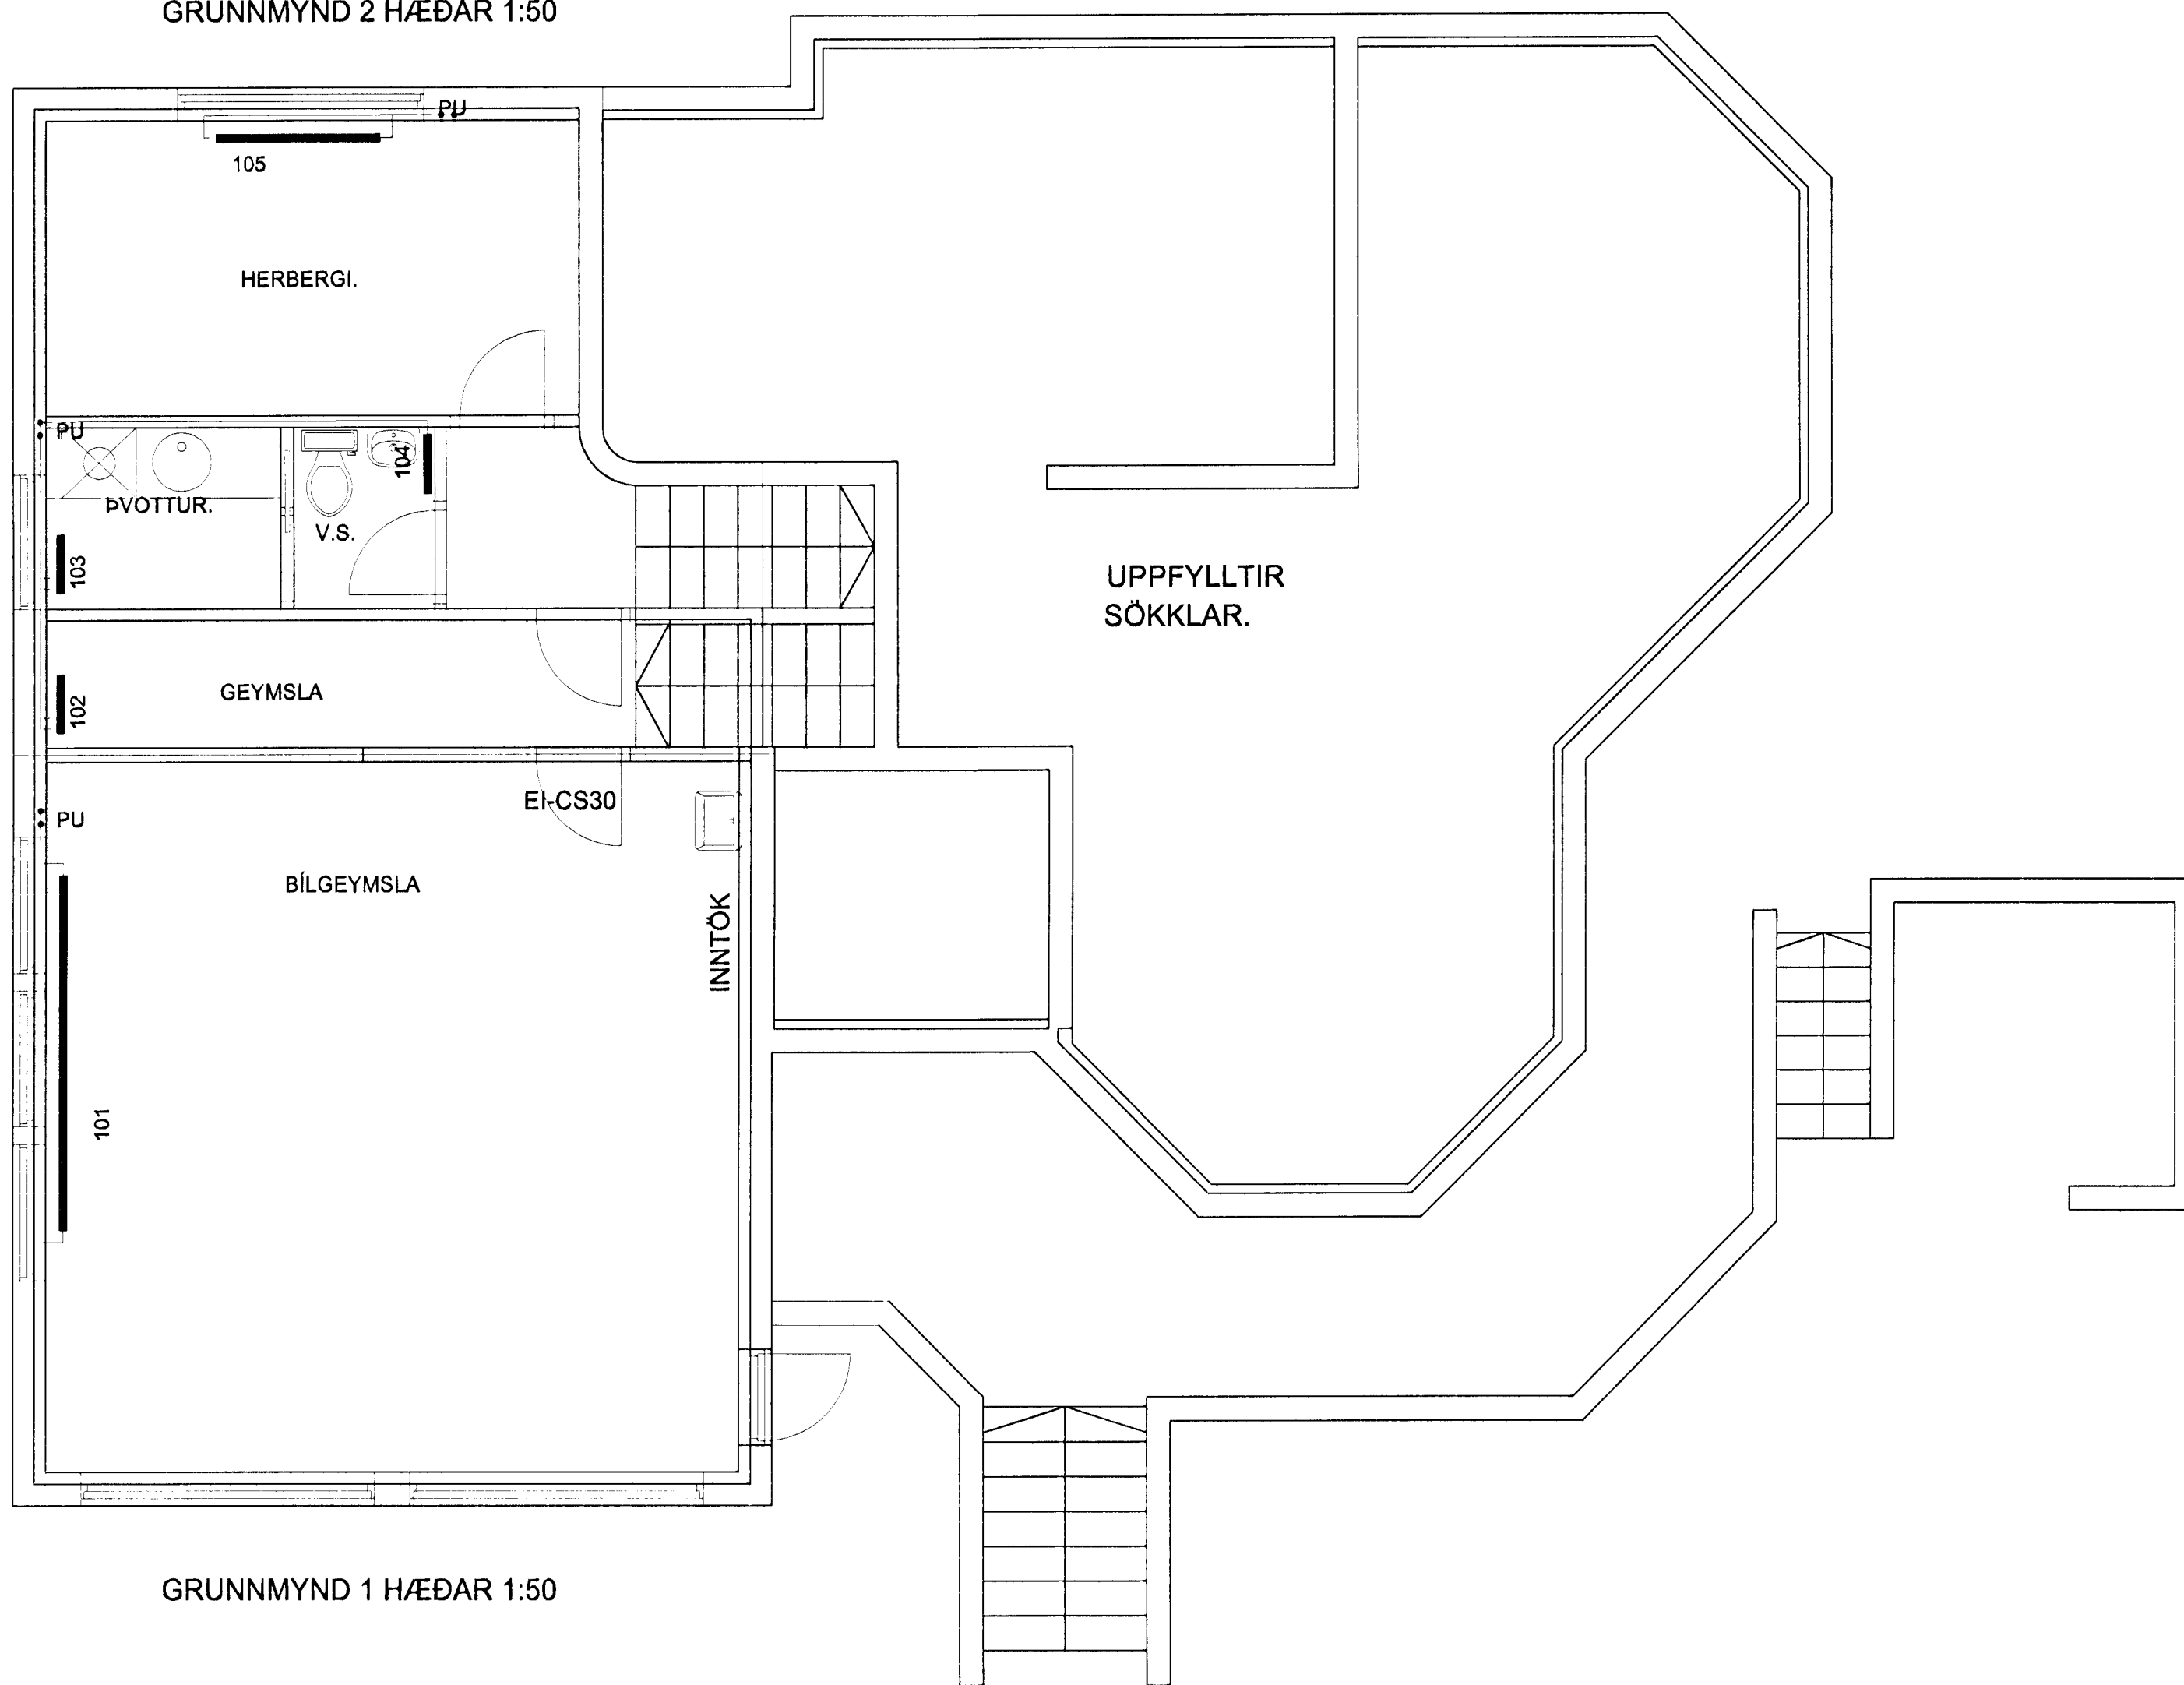 GRUNNMYND 2 HÆÐAR 1:50
PU
105
HERBERGI.
PU
104
ÞVOTTUR.
V.S.
103
UPPFYLLTIR
SÖKKLAR.
GEYMSLA
102
EI-CS30
PU
BÍLGEYMSLA
INNTÖK
101
GRUNNMYND 1 HÆÐAR 1:50